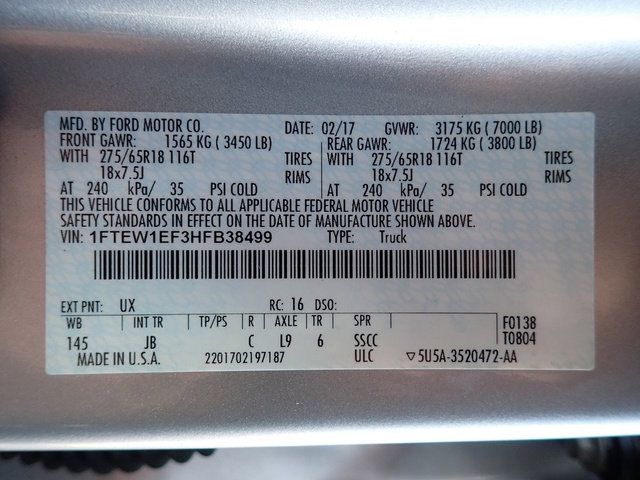 MFD. BY FORD MOTOR CO. DATE: 02/17 GVWR: 3175 KG ( 7000 LB)
FRONT GAWR: 1565 KG ( 3450 LB) REAR GAWR: 1724 KG ( 3800 LB)
WITH 275/65R18 116T TIRES WITH 275/65R18 116T TIRES
18x7.5J RIMS 18x7.5J RIMS
AT 240 kPa/ 35 PSI COLD AT 240 kPa/ 35 PSI COLD
THIS VEHICLE CONFORMS TO ALL APPLICABLE FEDERAL MOTOR VEHICLE
SAFETY STANDARDS IN EFFECT ON THE DATE OF MANUFACTURE SHOWN ABOVE.
VIN: 1FTEW1EF3HFB38499 TYPE: Truck
EXT PNT: UX RC: 16 DSO:
WB INT TR TP/PS R AXLE TR SPR F0138
145 JB C L9 6 SSCC T0804
MADE IN U.S.A. 2201702197187 ULC ▽5U5A-3520472-AA